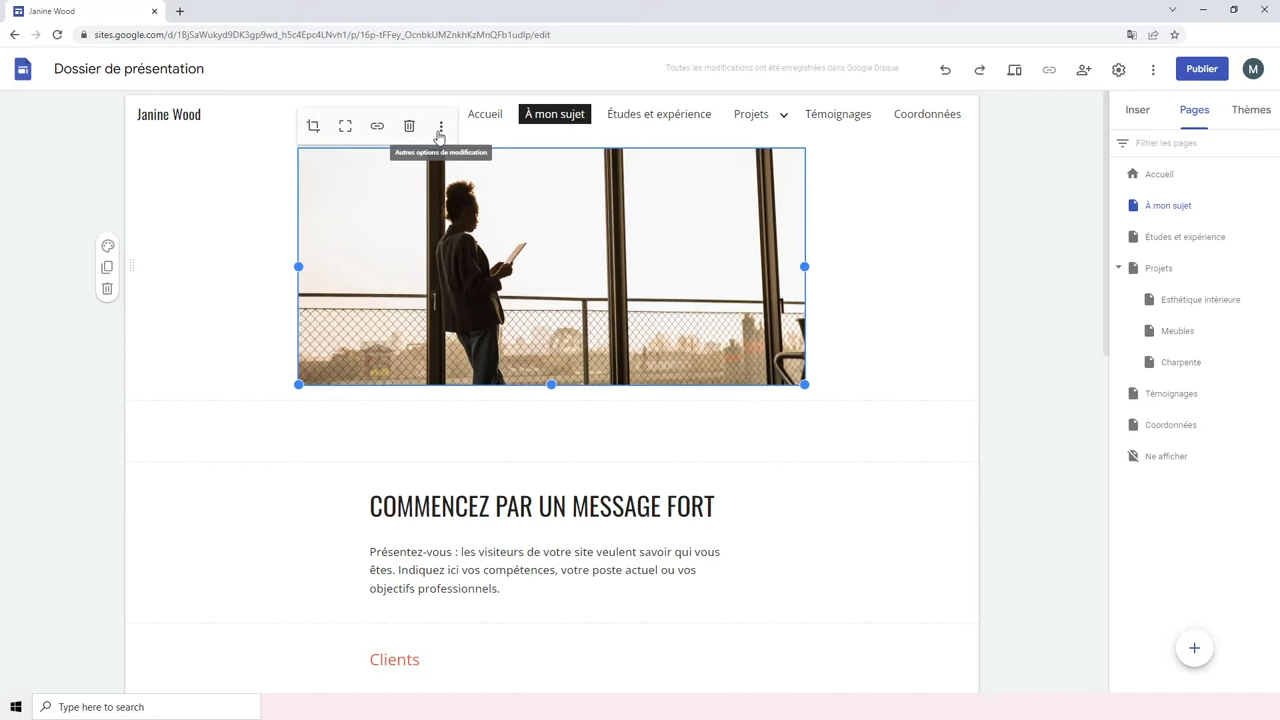 Janine Wood
sites.google.com/d/1BjSaWukyd9DK3gp9wd_h5c4Epc4LNvh1/p/16p-tFFey_OcnbkUMZnkhKzMnQFb1udlp/edit
Dossier de présentation
Toutes les modifications ont été enregistrées dans Google Disque
Publier
M
Janine Wood
Accueil
À mon sujet
Études et expérience
Projets
Témoignages
Coordonnées
Autres options de modification
COMMENCEZ PAR UN MESSAGE FORT
Présentez-vous : les visiteurs de votre site veulent savoir qui vous
êtes. Indiquez ici vos compétences, votre poste actuel ou vos
objectifs professionnels.
Clients
Inser
Pages
Thèmes
Filtrer les pages
Accueil
À mon sujet
Études et expérience
Projets
Esthétique intérieure
Meubles
Charpente
Témoignages
Coordonnées
Ne afficher
Type here to search